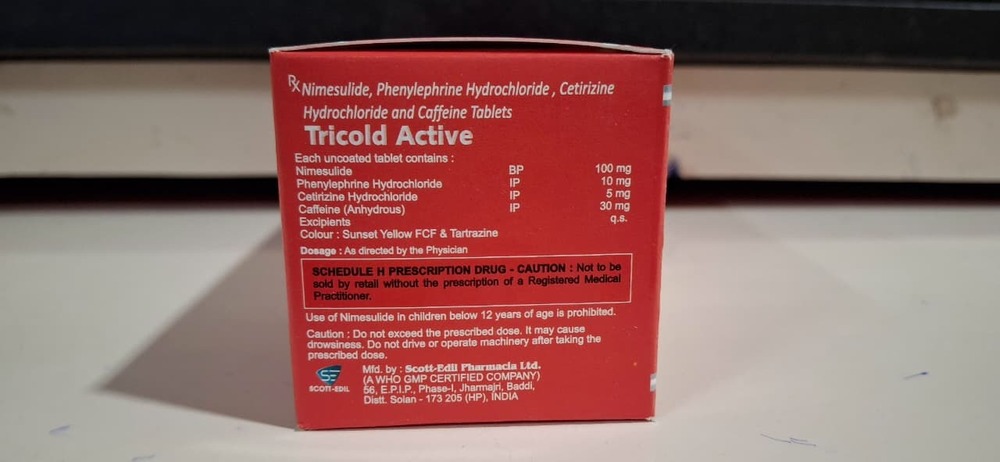 Rx Nimesulide, Phenylephrine Hydrochloride , Cetirizine
Hydrochloride and Caffeine Tablets
Tricold Active
Each uncoated tablet contains :
Nimesulide BP 100 mg
Phenylephrine Hydrochloride IP 10 mg
Cetirizine Hydrochloride IP 5 mg
Caffeine (Anhydrous) IP 30 mg
Excipients q.s.
Colour : Sunset Yellow FCF & Tartrazine
Dosage : As directed by the Physician
SCHEDULE H PRESCRIPTION DRUG - CAUTION : Not to be
sold by retail without the prescription of a Registered Medical
Practitioner.
Use of Nimesulide in children below 12 years of age is prohibited.
Caution : Do not exceed the prescribed dose. It may cause
drowsiness. Do not drive or operate machinery after taking the
prescribed dose.
SE
SCOTT-EDIL
Mfd. by : Scott-Edil Pharmacia Ltd.
(A WHO GMP CERTIFIED COMPANY)
56, E.P.I.P., Phase-I, Jharmajri, Baddi,
Distt. Solan - 173 205 (HP), INDIA